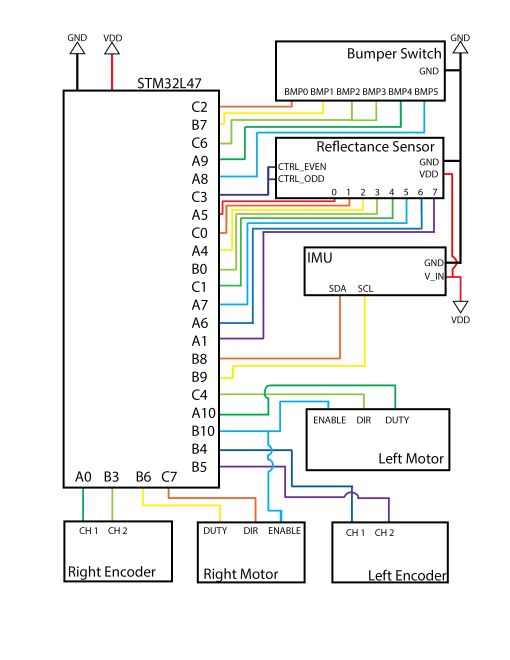 GND VDD GND
STM32L47
Bumper Switch
GND
BMP0 BMP1 BMP2 BMP3 BMP4 BMP5
C2
B7
C6
A9
A8
C3
A5
C0
A4
B0
C1
A7
A6
A1
B8
B9
C4
A10
B10
B4
B5
Reflectance Sensor
GND
CTRL_EVEN
VDD
CTRL_ODD
0 1 2 3 4 5 6 7
IMU
GND
V_IN
SDA SCL
VDD
ENABLE DIR DUTY
Left Motor
A0 B3 B6 C7
CH 1 CH 2
Right Encoder
DUTY DIR ENABLE
Right Motor
CH 1 CH 2
Left Encoder